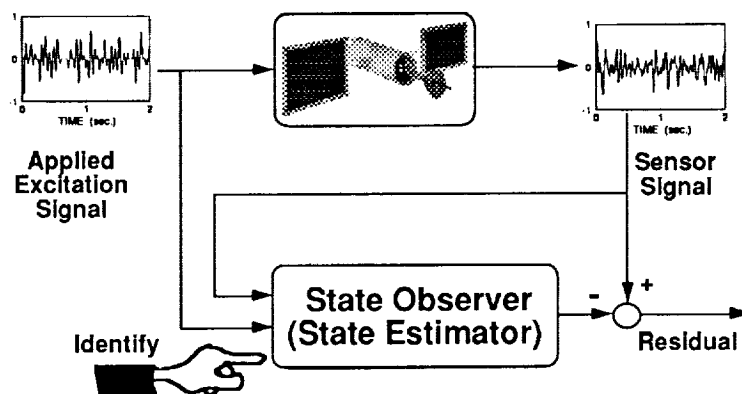 1
0
-1
0
1
2
TIME (sec.)
Applied
Excitation
Signal
1
0
-1
0
1
2
TIME (sec.)
Sensor
Signal
State Observer
(State Estimator)
-
+
Residual
Identify